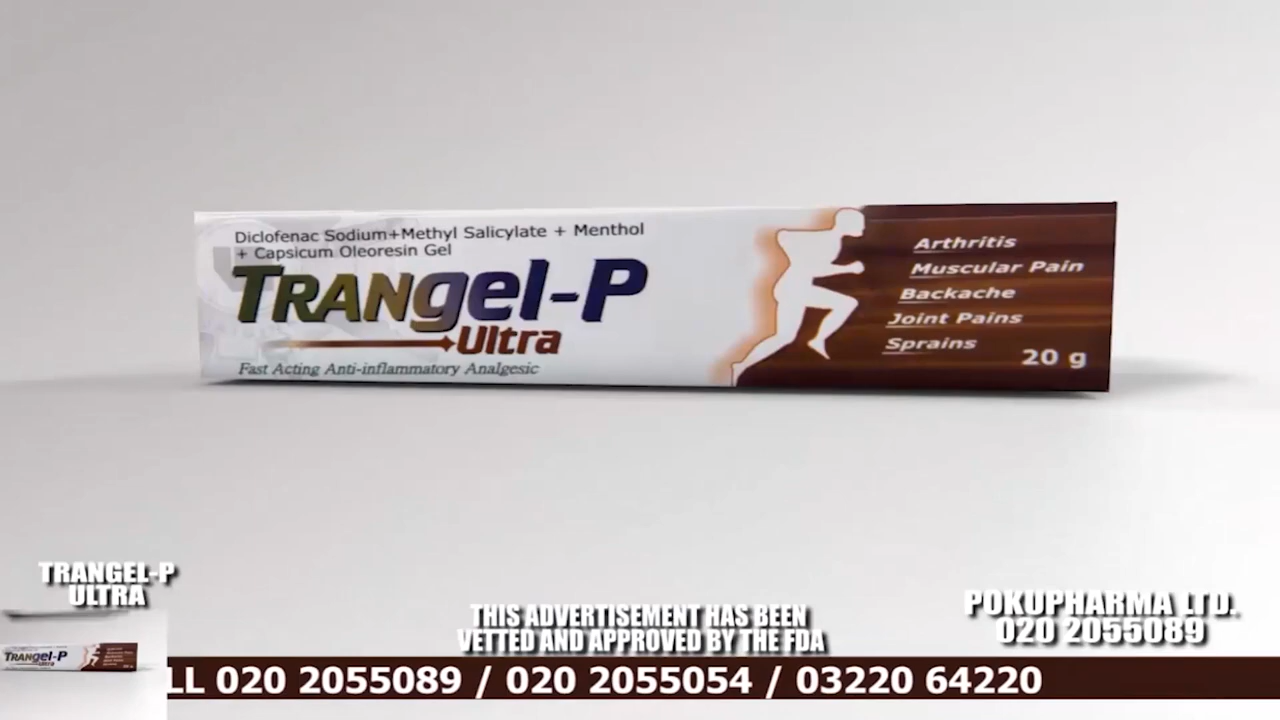 Diclofenac Sodium+Methyl Salicylate + Menthol
+ Capsicum Oleoresin Gel
TRANgel-P
Ultra
Fast Acting Anti-inflammatory Analgesic
Arthritis
Muscular Pain
Backache
Joint Pains
Sprains
20 g
TRANGEL-P
ULTRA
TRANgel-P
Ultra
THIS ADVERTISEMENT HAS BEEN
VETTED AND APPROVED BY THE FDA
POKUPHARMA LTD.
020 2055089
LL 020 2055089 / 020 2055054 / 03220 64220